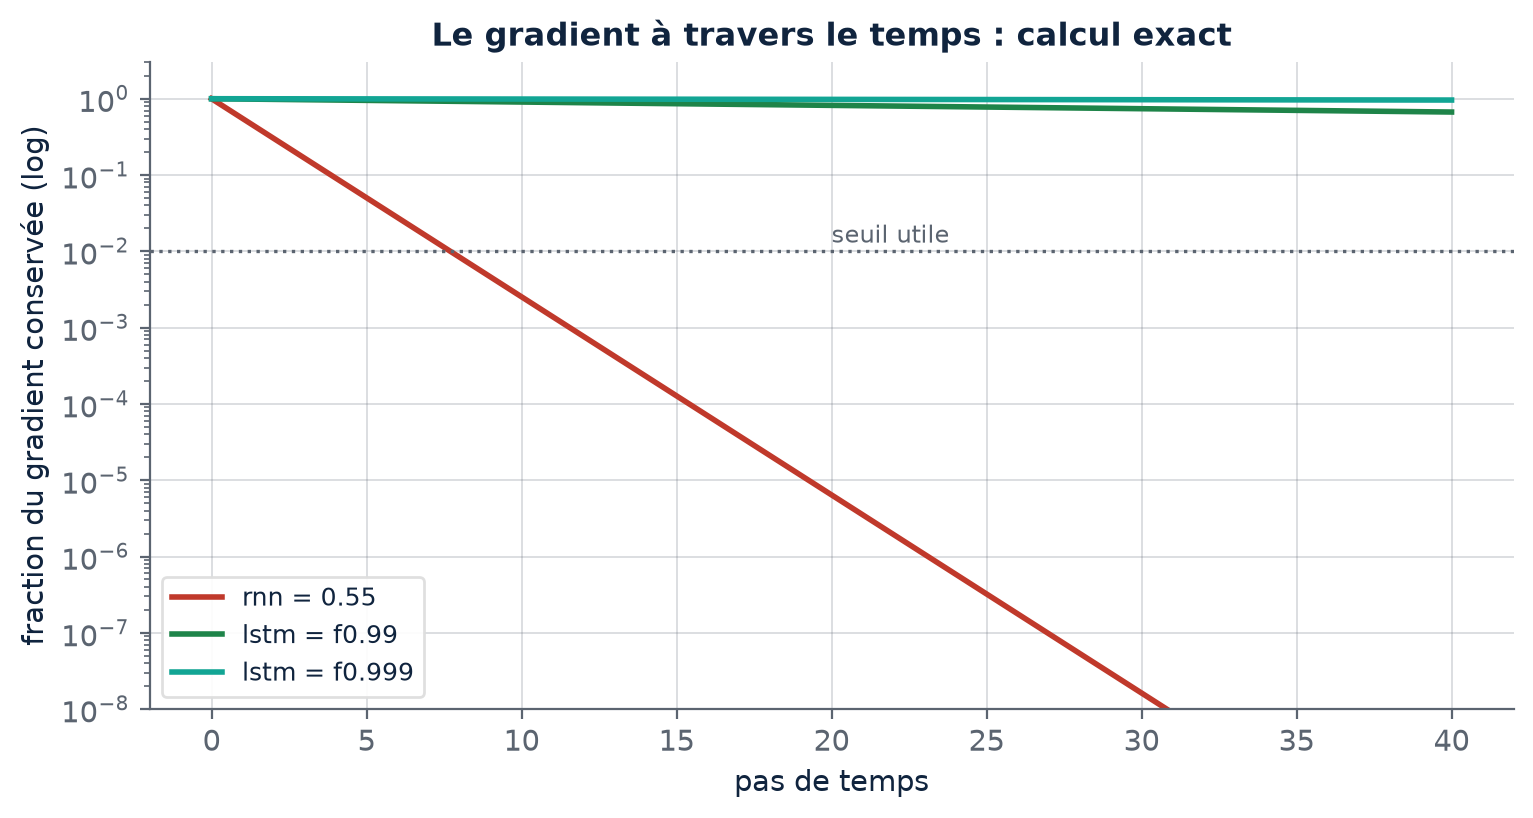 Le gradient à travers le temps : calcul exact
fraction du gradient conservée (log)
10⁰
10⁻¹
10⁻²
10⁻³
10⁻⁴
10⁻⁵
10⁻⁶
10⁻⁷
10⁻⁸
seuil utile
rnn = 0.55
lstm = f0.99
lstm = f0.999
0 5 10 15 20 25 30 35 40
pas de temps